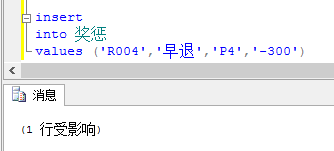 insert
into 奖惩
values ('R004','早退','P4','-300')
消息
(1 行受影响)